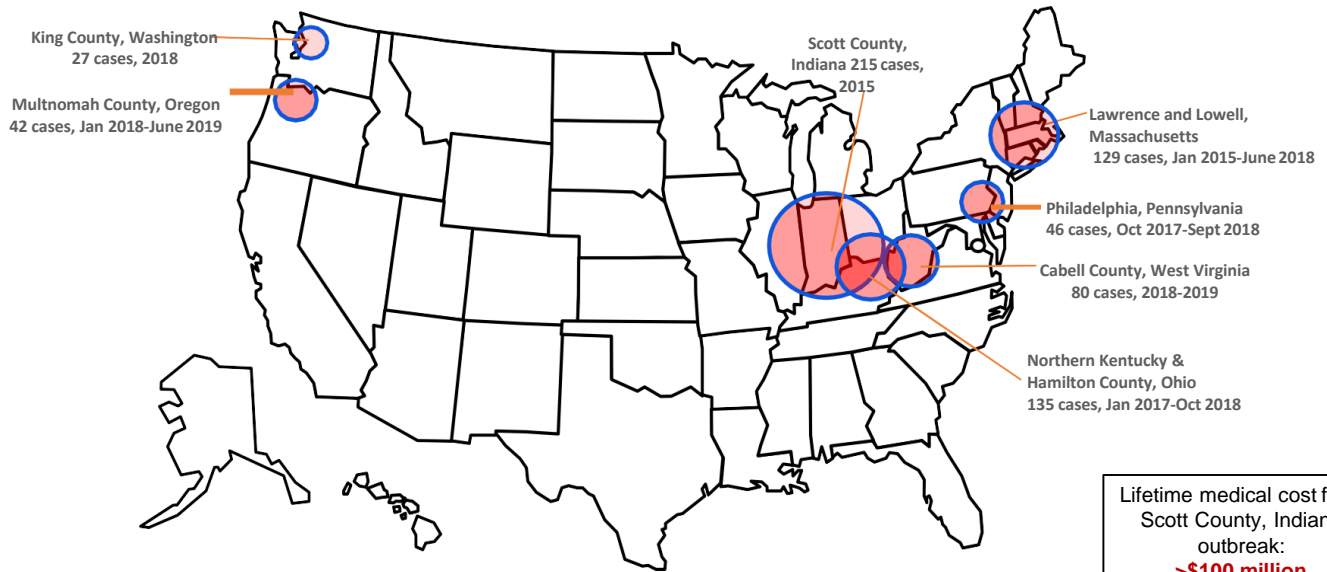 King County, Washington
27 cases, 2018
Multnomah County, Oregon
42 cases, Jan 2018-June 2019
Scott County,
Indiana 215 cases,
2015
Lawrence and Lowell,
Massachusetts
129 cases, Jan 2015-June 2018
Philadelphia, Pennsylvania
46 cases, Oct 2017-Sept 2018
Cabell County, West Virginia
80 cases, 2018-2019
Northern Kentucky &
Hamilton County, Ohio
135 cases, Jan 2017-Oct 2018
Lifetime medical cost
Scott County,
outbreak:
>$100 million